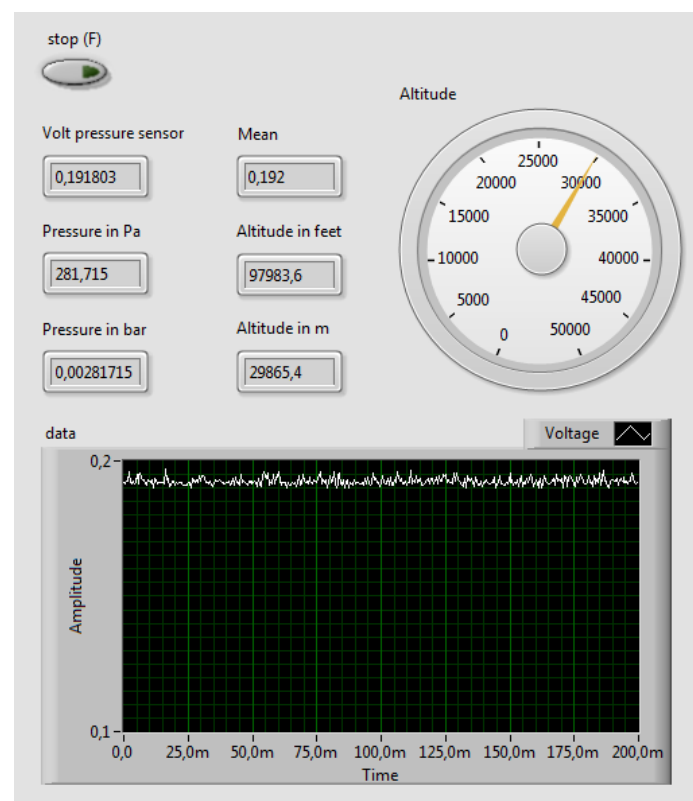 stop (F)
Altitude
Volt pressure sensor
Mean
0,191803
0,192
Pressure in Pa
Altitude in feet
281,715
97983,6
Pressure in bar
Altitude in m
0,00281715
29865,4
0
5000
10000
15000
20000
25000
30000
35000
40000
45000
50000
data
Voltage
0,2
Amplitude
0,1
0,0 25,0m 50,0m 75,0m 100,0m 125,0m 150,0m 175,0m 200,0m
Time